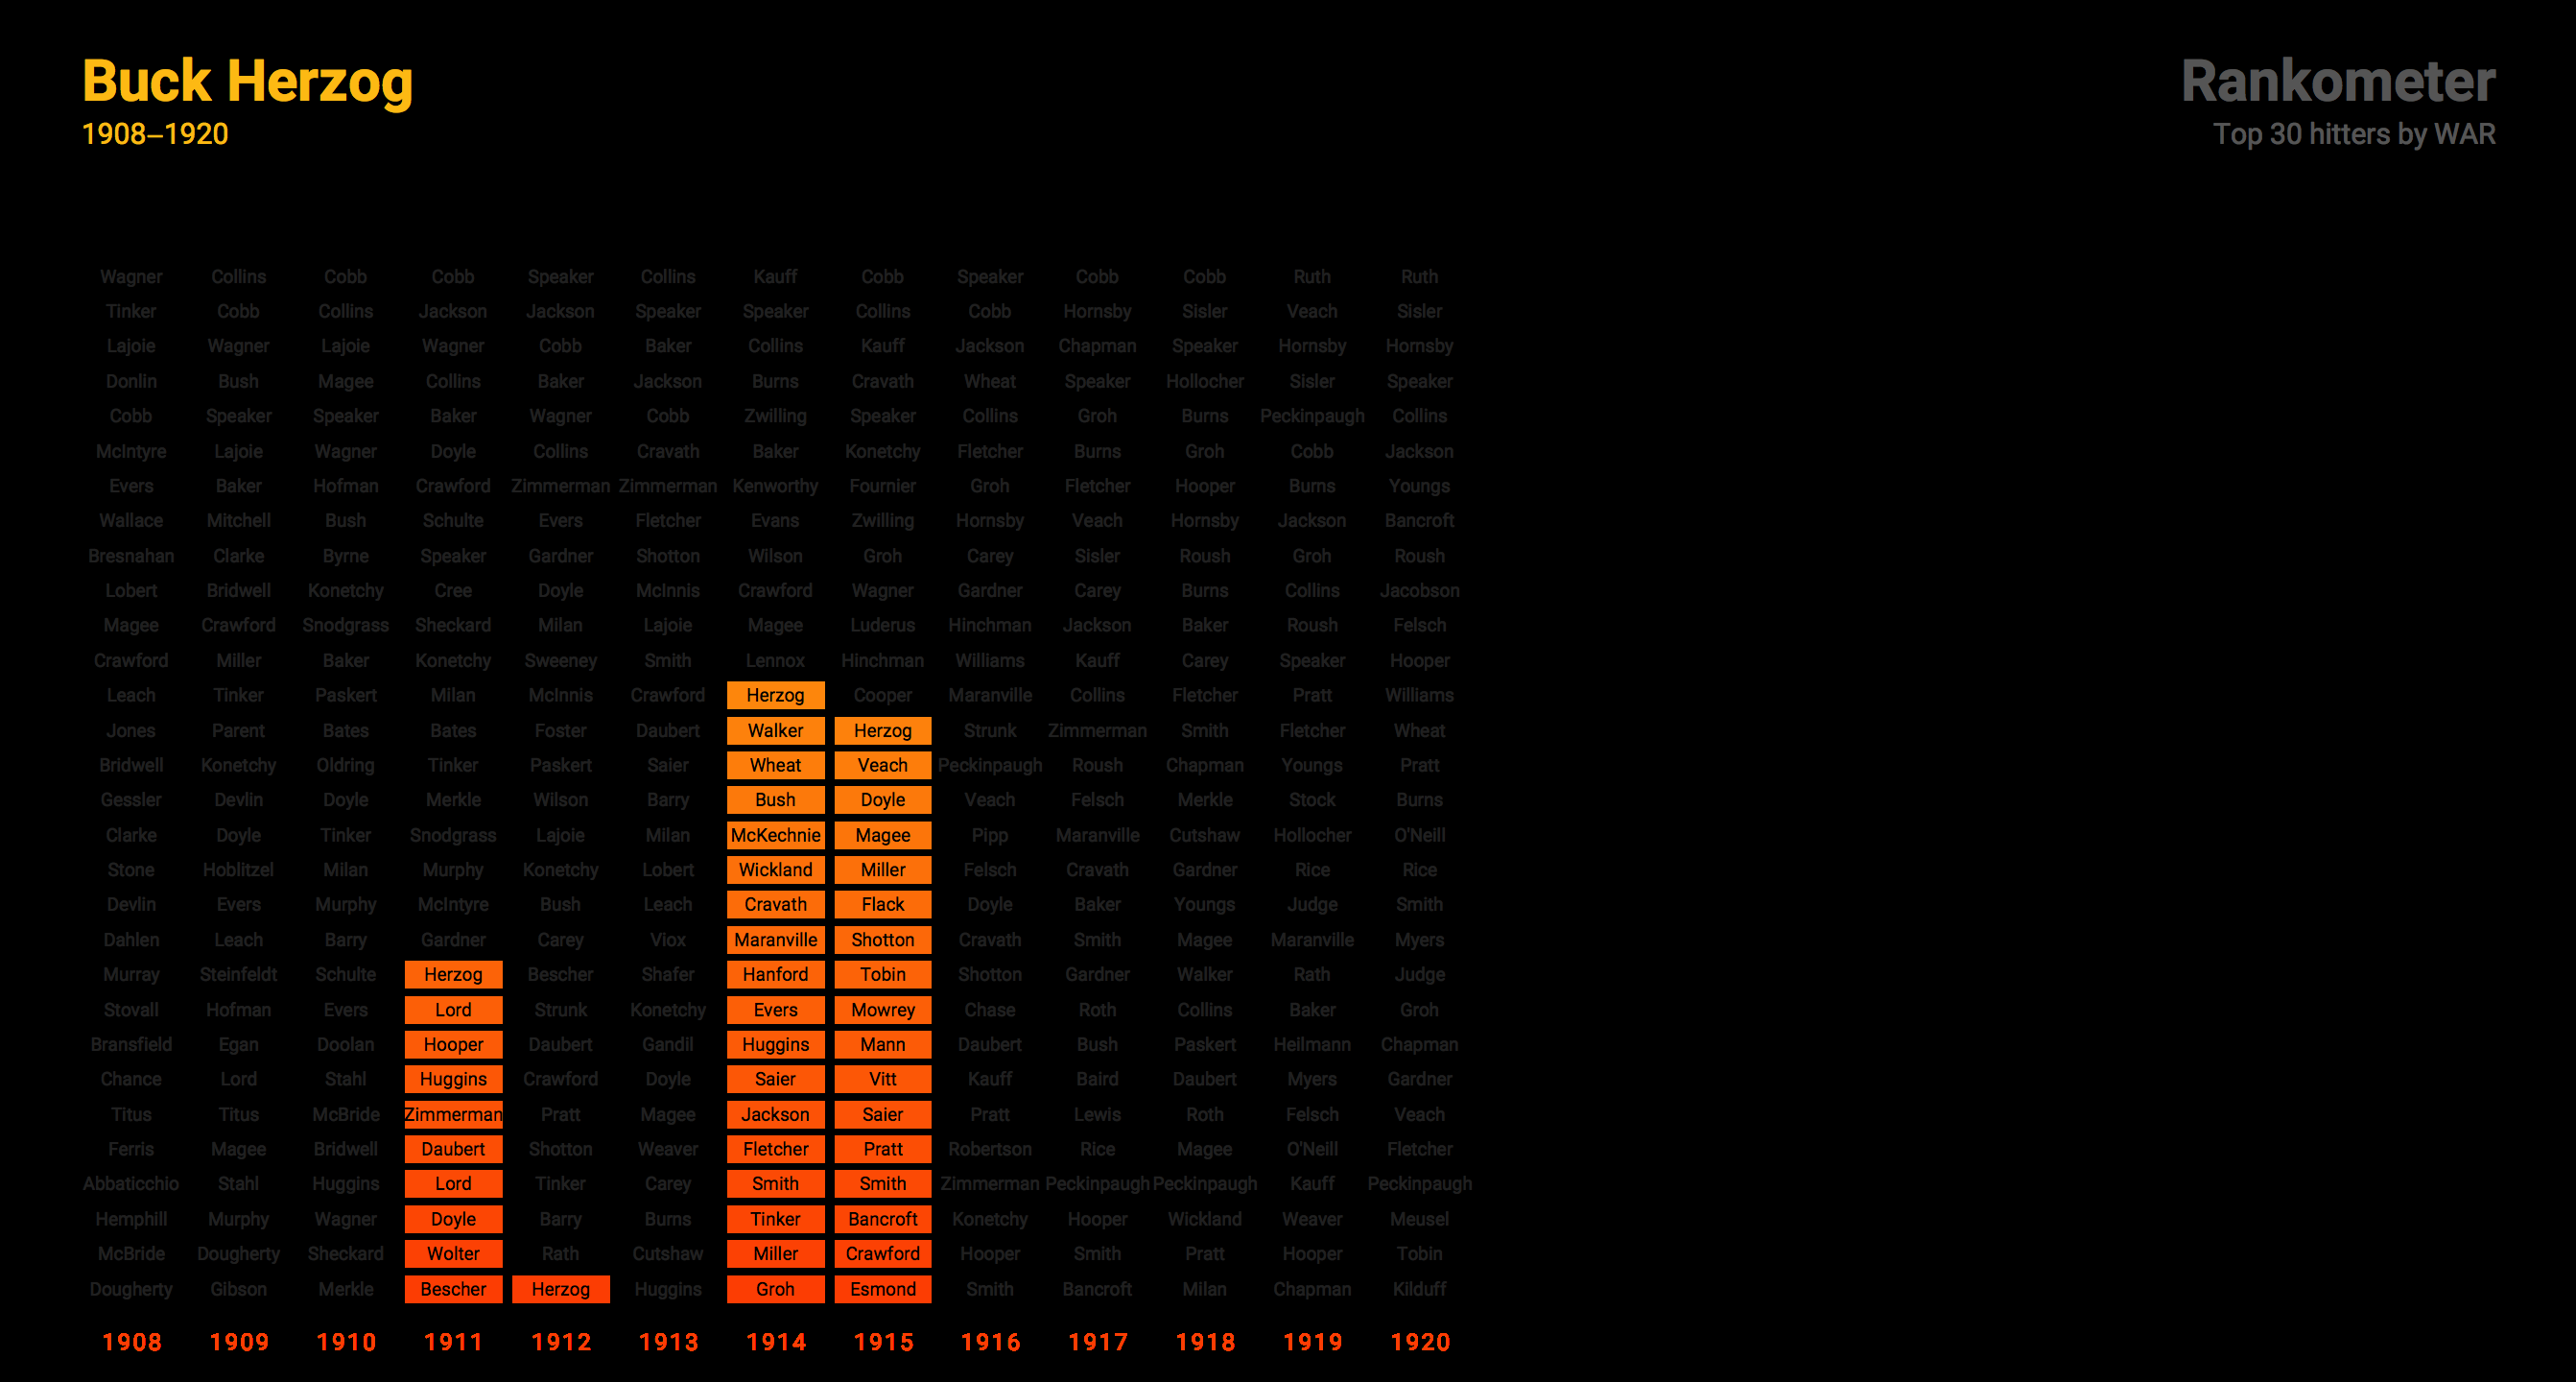 Buck Herzog
1908–1920
Rankometer
Top 30 hitters by WAR
Wagner Collins Cobb Cobb Speaker Collins Kauff Cobb Speaker Cobb Cobb Ruth Ruth
Tinker Cobb Collins Jackson Jackson Speaker Speaker Collins Cobb Hornsby Sisler Veach Sisler
Lajoie Wagner Lajoie Wagner Cobb Baker Collins Kauff Jackson Chapman Speaker Hornsby Hornsby
Donlin Bush Magee Collins Baker Jackson Burns Cravath Wheat Speaker Hollocher Sisler Speaker
Cobb Speaker Speaker Baker Wagner Cobb Zwilling Speaker Collins Groh Burns Peckinpaugh Collins
McIntyre Lajoie Wagner Doyle Collins Cravath Baker Konetchy Fletcher Burns Groh Cobb Jackson
Evers Baker Hofman Crawford Zimmerman Zimmerman Kenworthy Fournier Groh Fletcher Hooper Burns Youngs
Wallace Mitchell Bush Schulte Evers Fletcher Evans Zwilling Hornsby Veach Hornsby Jackson Bancroft
Bresnahan Clarke Byrne Speaker Gardner Shotton Wilson Groh Carey Sisler Roush Groh Roush
Lobert Bridwell Konetchy Cree Doyle McInnis Crawford Wagner Gardner Carey Burns Collins Jacobson
Magee Crawford Snodgrass Sheckard Milan Lajoie Magee Luderus Hinchman Jackson Baker Roush Felsch
Crawford Miller Baker Konetchy Sweeney Smith Lennox Hinchman Williams Kauff Carey Speaker Hooper
Leach Tinker Paskert Milan McInnis Crawford Herzog Cooper Maranville Collins Fletcher Pratt Williams
Jones Parent Bates Bates Foster Daubert Walker Herzog Strunk Zimmerman Smith Fletcher Wheat
Bridwell Konetchy Oldring Tinker Paskert Saier Wheat Veach Peckinpaugh Roush Chapman Youngs Pratt
Gessler Devlin Doyle Merkle Wilson Barry Bush Doyle Veach Felsch Merkle Stock Burns
Clarke Doyle Tinker Snodgrass Lajoie Milan McKechnie Magee Pipp Maranville Cutshaw Hollocher O'Neill
Stone Hoblitzel Milan Murphy Konetchy Lobert Wickland Miller Felsch Cravath Gardner Rice Rice
Devlin Evers Murphy McIntyre Bush Leach Cravath Flack Doyle Baker Youngs Judge Smith
Dahlen Leach Barry Gardner Carey Viox Maranville Shotton Cravath Smith Magee Maranville Myers
Murray Steinfeldt Schulte Herzog Bescher Shafer Hanford Tobin Shotton Gardner Walker Rath Judge
Stovall Hofman Evers Lord Strunk Konetchy Evers Mowrey Chase Roth Collins Baker Groh
Bransfield Egan Doolan Hooper Daubert Gandil Huggins Mann Daubert Bush Paskert Heilmann Chapman
Chance Lord Stahl Huggins Crawford Doyle Saier Vitt Kauff Baird Daubert Myers Gardner
Titus Titus McBride Zimmerman Pratt Magee Jackson Saier Pratt Lewis Roth Felsch Veach
Ferris Magee Bridwell Daubert Shotton Weaver Fletcher Pratt Robertson Rice Magee O'Neill Fletcher
Abbaticchio Stahl Huggins Lord Tinker Carey Smith Smith Zimmerman Peckinpaugh Peckinpaugh Kauff Peckinpaugh
Hemphill Murphy Wagner Doyle Barry Burns Tinker Bancroft Konetchy Hooper Wickland Weaver Meusel
McBride Dougherty Sheckard Wolter Rath Cutshaw Miller Crawford Hooper Smith Pratt Hooper Tobin
Dougherty Gibson Merkle Bescher Herzog Huggins Groh Esmond Smith Bancroft Milan Chapman Kilduff
1908 1909 1910 1911 1912 1913 1914 1915 1916 1917 1918 1919 1920